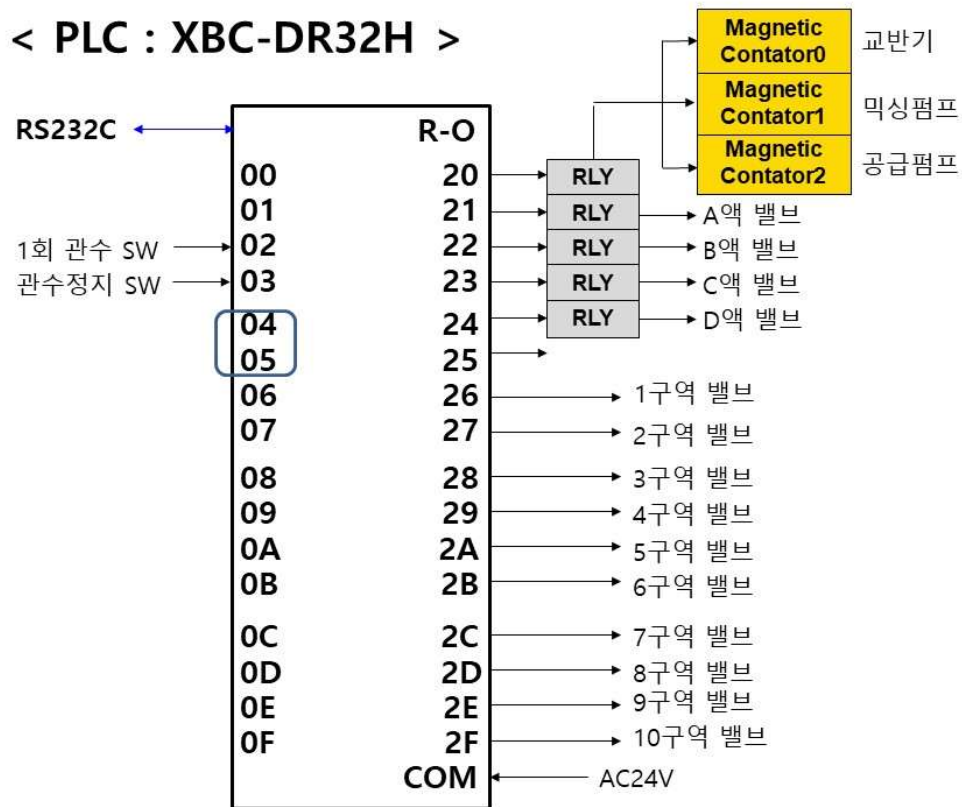 < PLC : XBC-DR32H >
Magnetic
Contator0
교반기
Magnetic
Contator1
믹싱펌프
Magnetic
Contator2
공급펌프
RS232C
R-O
00
20
RLY
01
21
RLY
A액 밸브
1회 관수 SW
02
22
RLY
B액 밸브
관수정지 SW
03
23
RLY
C액 밸브
04
24
RLY
D액 밸브
05
25
06
26
1구역 밸브
07
27
2구역 밸브
08
28
3구역 밸브
09
29
4구역 밸브
0A
2A
5구역 밸브
0B
2B
6구역 밸브
0C
2C
7구역 밸브
0D
2D
8구역 밸브
0E
2E
9구역 밸브
0F
2F
10구역 밸브
COM
AC24V